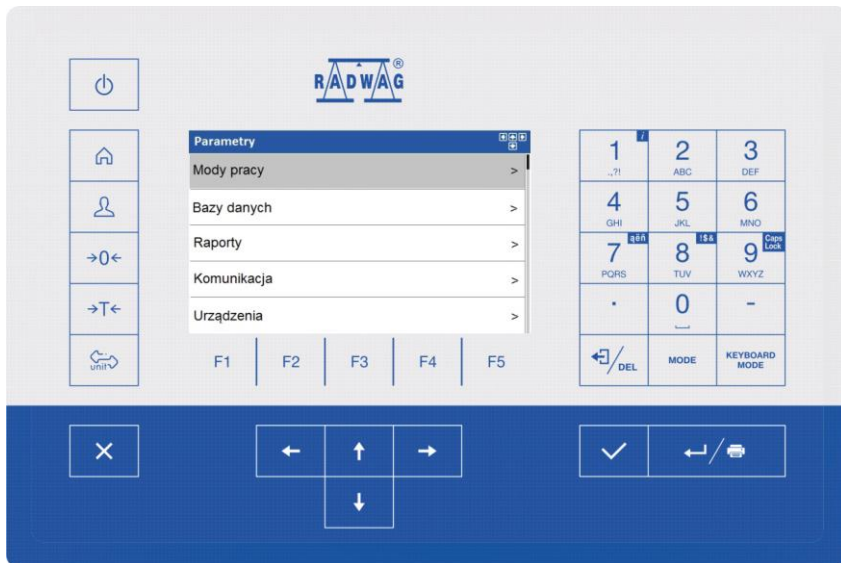 RADWAG®
Parametry
Mody pracy >
Bazy danych >
Raporty >
Komunikacja >
Urządzenia >
F1 F2 F3 F4 F5
unit
→0←
→T←
1 i
.,?!
2
ABC
3
DEF
4
GHI
5
JKL
6
MNO
7 ąêñ
PQRS
8 !$&
TUV
9 Caps Lock
WXYZ
.
0
-
/DEL
MODE
KEYBOARD
MODE